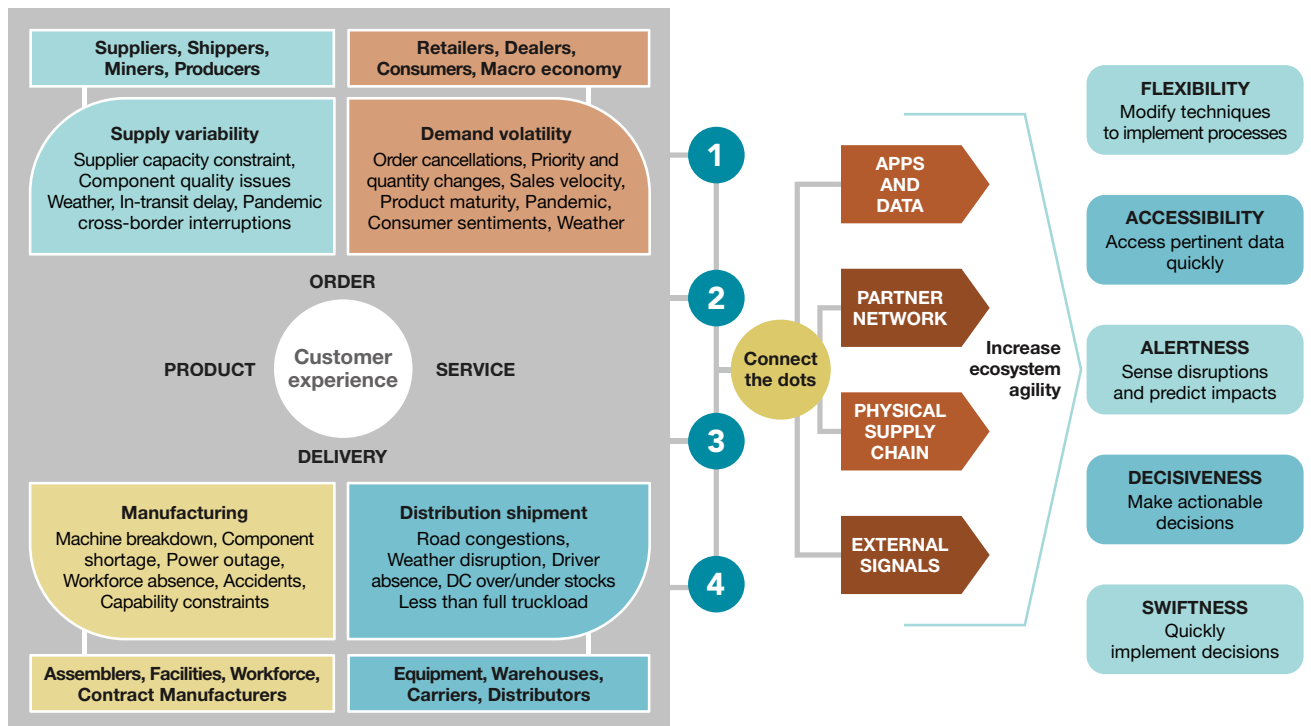 Suppliers, Shippers,
Miners, Producers
Supply variability
Supplier capacity constraint,
Component quality issues
Weather, In-transit delay, Pandemic
cross-border interruptions
Retailers, Dealers,
Consumers, Macro economy
Demand volatility
Order cancellations, Priority and
quantity changes, Sales velocity,
Product maturity, Pandemic,
Consumer sentiments, Weather
ORDER
PRODUCT
Customer
experience
SERVICE
DELIVERY
Manufacturing
Machine breakdown, Component
shortage, Power outage,
Workforce absence, Accidents,
Capability constraints
Assemblers, Facilities, Workforce,
Contract Manufacturers
Distribution shipment
Road congestions,
Weather disruption, Driver
absence, DC over/under stocks
Less than full truckload
Equipment, Warehouses,
Carriers, Distributors
1
2
3
4
Connect
the dots
APPS
AND
DATA
PARTNER
NETWORK
PHYSICAL
SUPPLY
CHAIN
EXTERNAL
SIGNALS
Increase
ecosystem
agility
FLEXIBILITY
Modify techniques
to implement processes
ACCESSIBILITY
Access pertinent data
quickly
ALERTNESS
Sense disruptions
and predict impacts
DECISIVENESS
Make actionable
decisions
SWIFTNESS
Quickly
implement decisions